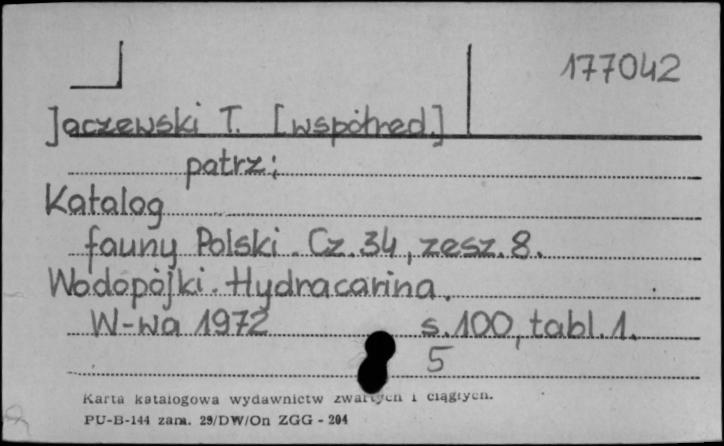 177042
Jaczewski T. [współred.]
patrz:
Katalog
fauny Polski. Cz. 34, zesz. 8.
Wodopójki. Hydracarina.
W-wa 1972 s. 100, tabl. 1.
5
Karta katalogowa wydawnictw zwartych i ciągłych.
PU-B-144 zam. 29/DW/On ZGG - 204